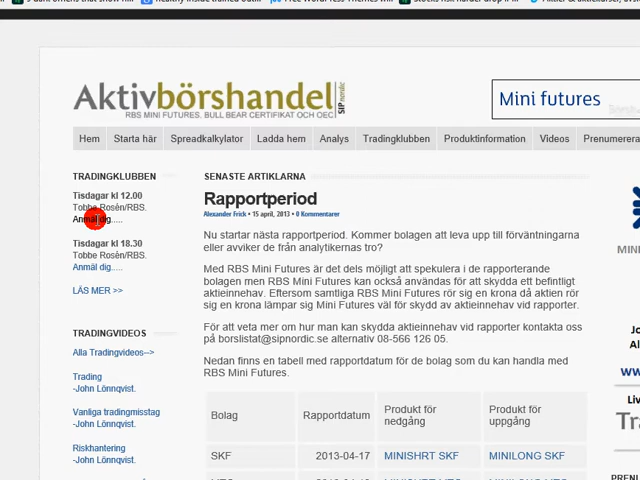 Aktivbörshandel SIP nordic
RBS MINI FUTURES, BULL BEAR CERTIFIKAT OCH OEC
Mini futures
Hem Starta här Spreadkalkylator Ladda hem Analys Tradingklubben Produktinformation Videos Prenumerera
TRADINGKLUBBEN
Tisdagar kl 12.00
Tobbe Rosèn/RBS.
Anmäl dig.....
Tisdagar kl 18.30
Tobbe Rosèn/RBS.
Anmäl dig.....
LÄS MER >>
TRADINGVIDEOS
Alla Tradingvideos-->
Trading
-John Lönnqvist.
Vanliga tradingmisstag
-John Lönnqvist.
Riskhantering
-John Lönnqvist.
SENASTE ARTIKLARNA
Rapportperiod
Alexander Frick • 15 april, 2013 • 0 Kommentarer
Nu startar nästa rapportperiod. Kommer bolagen att leva upp till förväntningarna
eller avviker de från analytikernas tro?
Med RBS Mini Futures är det dels möjligt att spekulera i de rapporterande
bolagen men RBS Mini Futures kan också användas för att skydda ett befintligt
aktieinnehav. Eftersom samtliga RBS Mini Futures rör sig en krona då aktien rör
sig en krona lämpar sig Mini Futures väl för skydd av aktieinnehav vid rapporter.
För att veta mer om hur man kan skydda aktieinnehav vid rapporter kontakta oss
på borslistat@sipnordic.se alternativ 08-566 126 05.
Nedan finns en tabell med rapportdatum för de bolag som du kan handla med
RBS Mini Futures.
Bolag Rapportdatum Produkt för nedgång Produkt för uppgång
SKF 2013-04-17 MINISHRT SKF MINILONG SKF